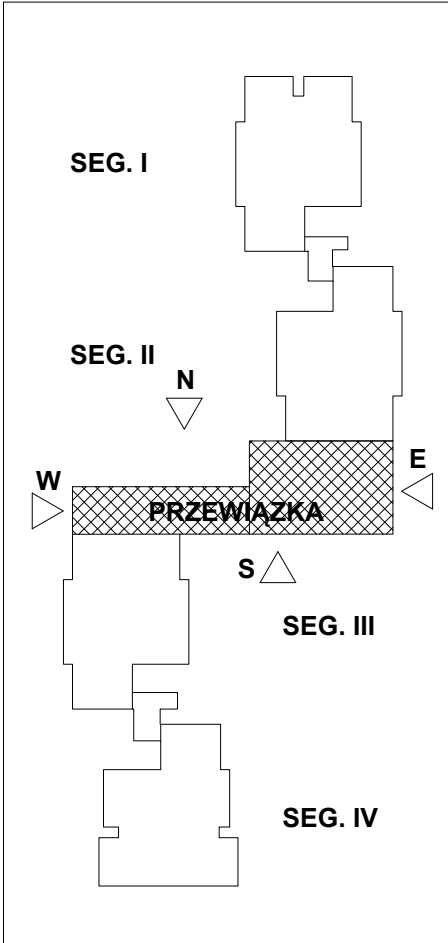 SEG. I
SEG. II
N
E
W
PRZEWIĄZKA
S
SEG. III
SEG. IV